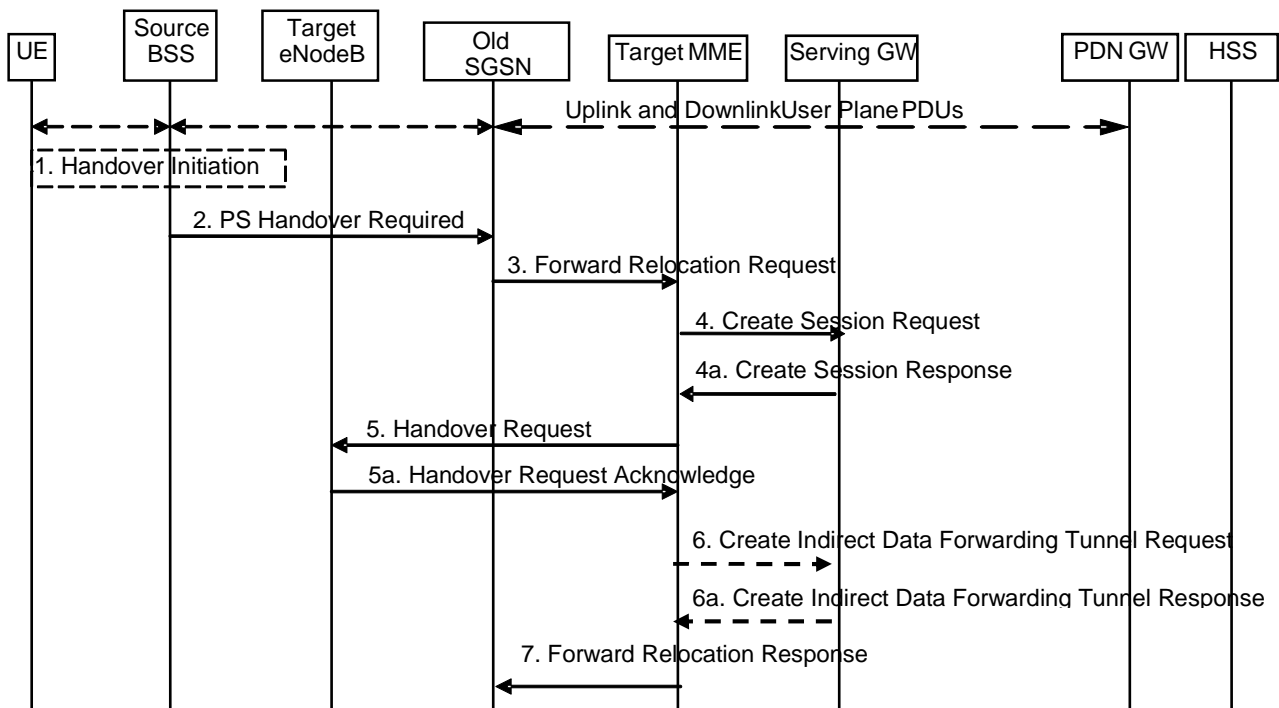 UE
Source
BSS
Target
eNodeB
Old
SGSN
Target MME
Serving GW
PDN GW
HSS
Uplink and DownlinkUser Plane PDUs
1. Handover Initiation
2. PS Handover Required
3. Forward Relocation Request
4. Create Session Request
4a. Create Session Response
5. Handover Request
5a. Handover Request Acknowledge
6. Create Indirect Data Forwarding Tunnel Request
6a. Create Indirect Data Forwarding Tunnel Response
7. Forward Relocation Response